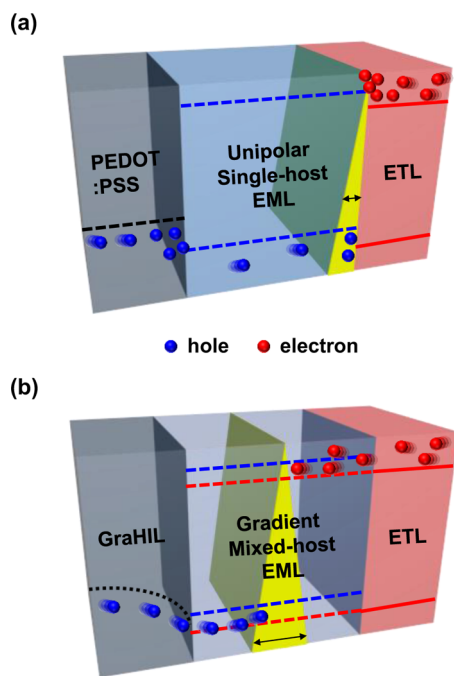 (a)
PEDOT
:PSS
Unipolar
Single-host
EML
ETL
hole
electron
(b)
GraHIL
Gradient
Mixed-host
EML
ETL